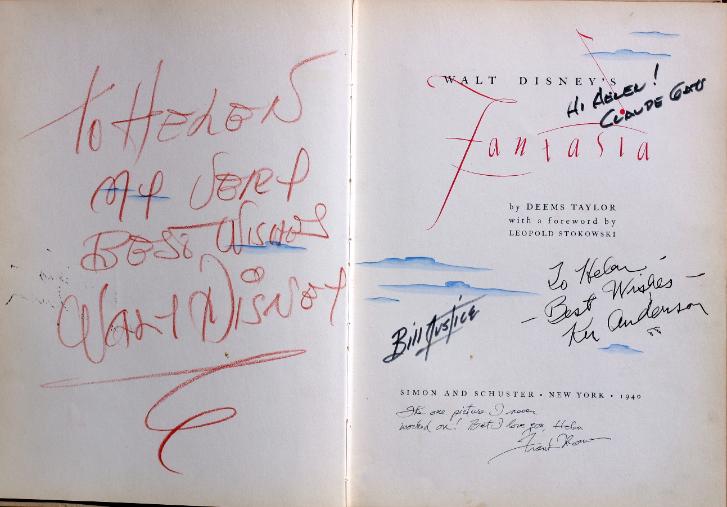 To HELEN
MY VERY
BEST WISHES
WALT DISNEY
WALT DISNEY'S
Fantasia
Hi HELEN!
CLAUDE COATS
by DEEMS TAYLOR
with a foreword by
LEOPOLD STOKOWSKI
To Helen
Best Wishes
Ken Anderson
Bill Justice
SIMON AND SCHUSTER • NEW YORK • 1940
The one picture I never
worked on! But I love you, Helen
Frank Thomas